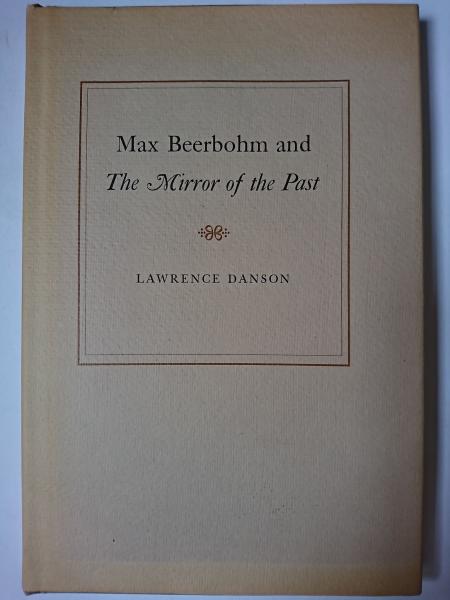 Max Beerbohm and
The Mirror of the Past
LAWRENCE DANSON